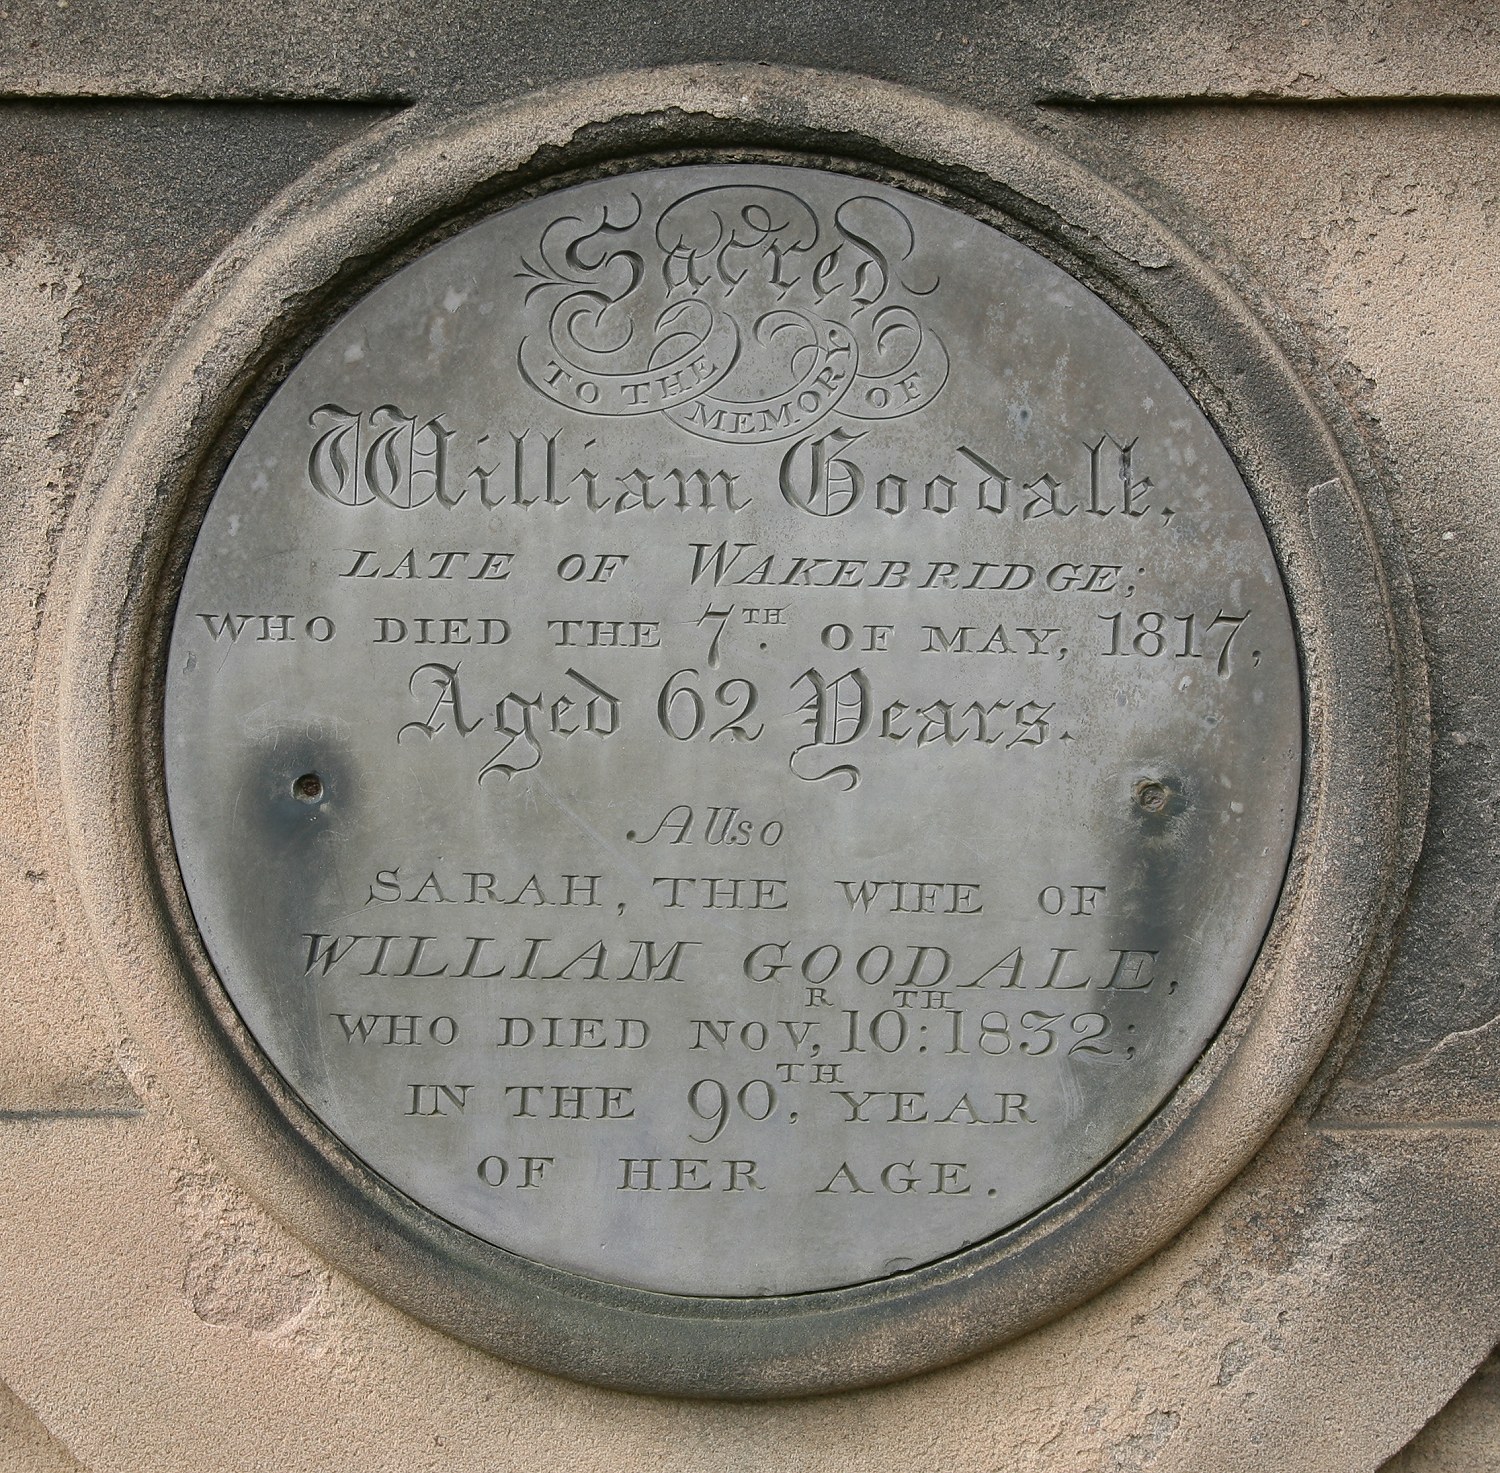 Sacred
TO THE MEMORY OF
William Goodale,
LATE OF WAKEBRIDGE;
WHO DIED THE 7TH. OF MAY, 1817,
Aged 62 Years.
Also
SARAH, THE WIFE OF
WILLIAM GOODALE,
WHO DIED NOVR, 10TH: 1832;
IN THE 90TH. YEAR
OF HER AGE.